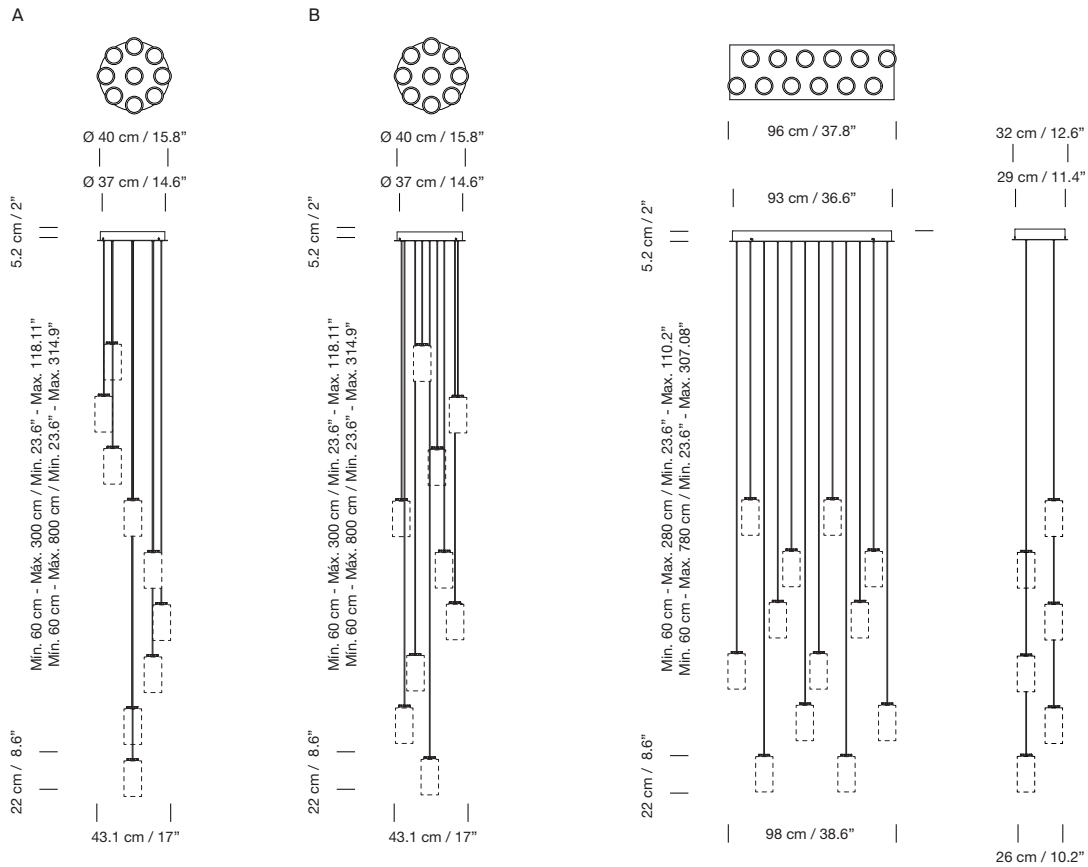 A
Ø 40 cm / 15.8”
Ø 37 cm / 14.6”
5.2 cm / 2”
Mín. 60 cm - Máx. 300 cm / Min. 23.6” - Max. 118.11”
Mín. 60 cm - Máx. 800 cm / Min. 23.6” - Max. 314.9”
22 cm / 8.6”
43.1 cm / 17”
B
Ø 40 cm / 15.8”
Ø 37 cm / 14.6”
5.2 cm / 2”
Mín. 60 cm - Máx. 300 cm / Min. 23.6” - Max. 118.11”
Mín. 60 cm - Máx. 800 cm / Min. 23.6” - Max. 314.9”
22 cm / 8.6”
43.1 cm / 17”
96 cm / 37.8”
93 cm / 36.6”
5.2 cm / 2”
Min. 60 cm - Max. 280 cm / Min. 23.6” - Max. 110.2”
Min. 60 cm - Max. 780 cm / Min. 23.6” - Max. 307.08”
22 cm / 8.6”
98 cm / 38.6”
32 cm / 12.6”
29 cm / 11.4”
26 cm / 10.2”